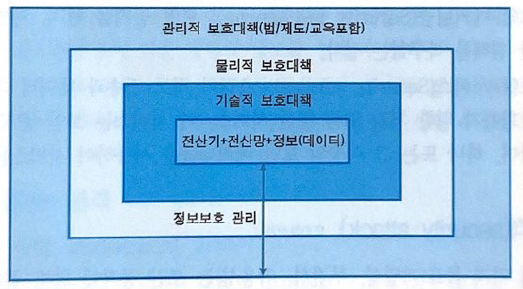 관리적 보호대책(법/제도/교육포함)
물리적 보호대책
기술적 보호대책
전산기+전산망+정보(데이터)
정보보호 관리